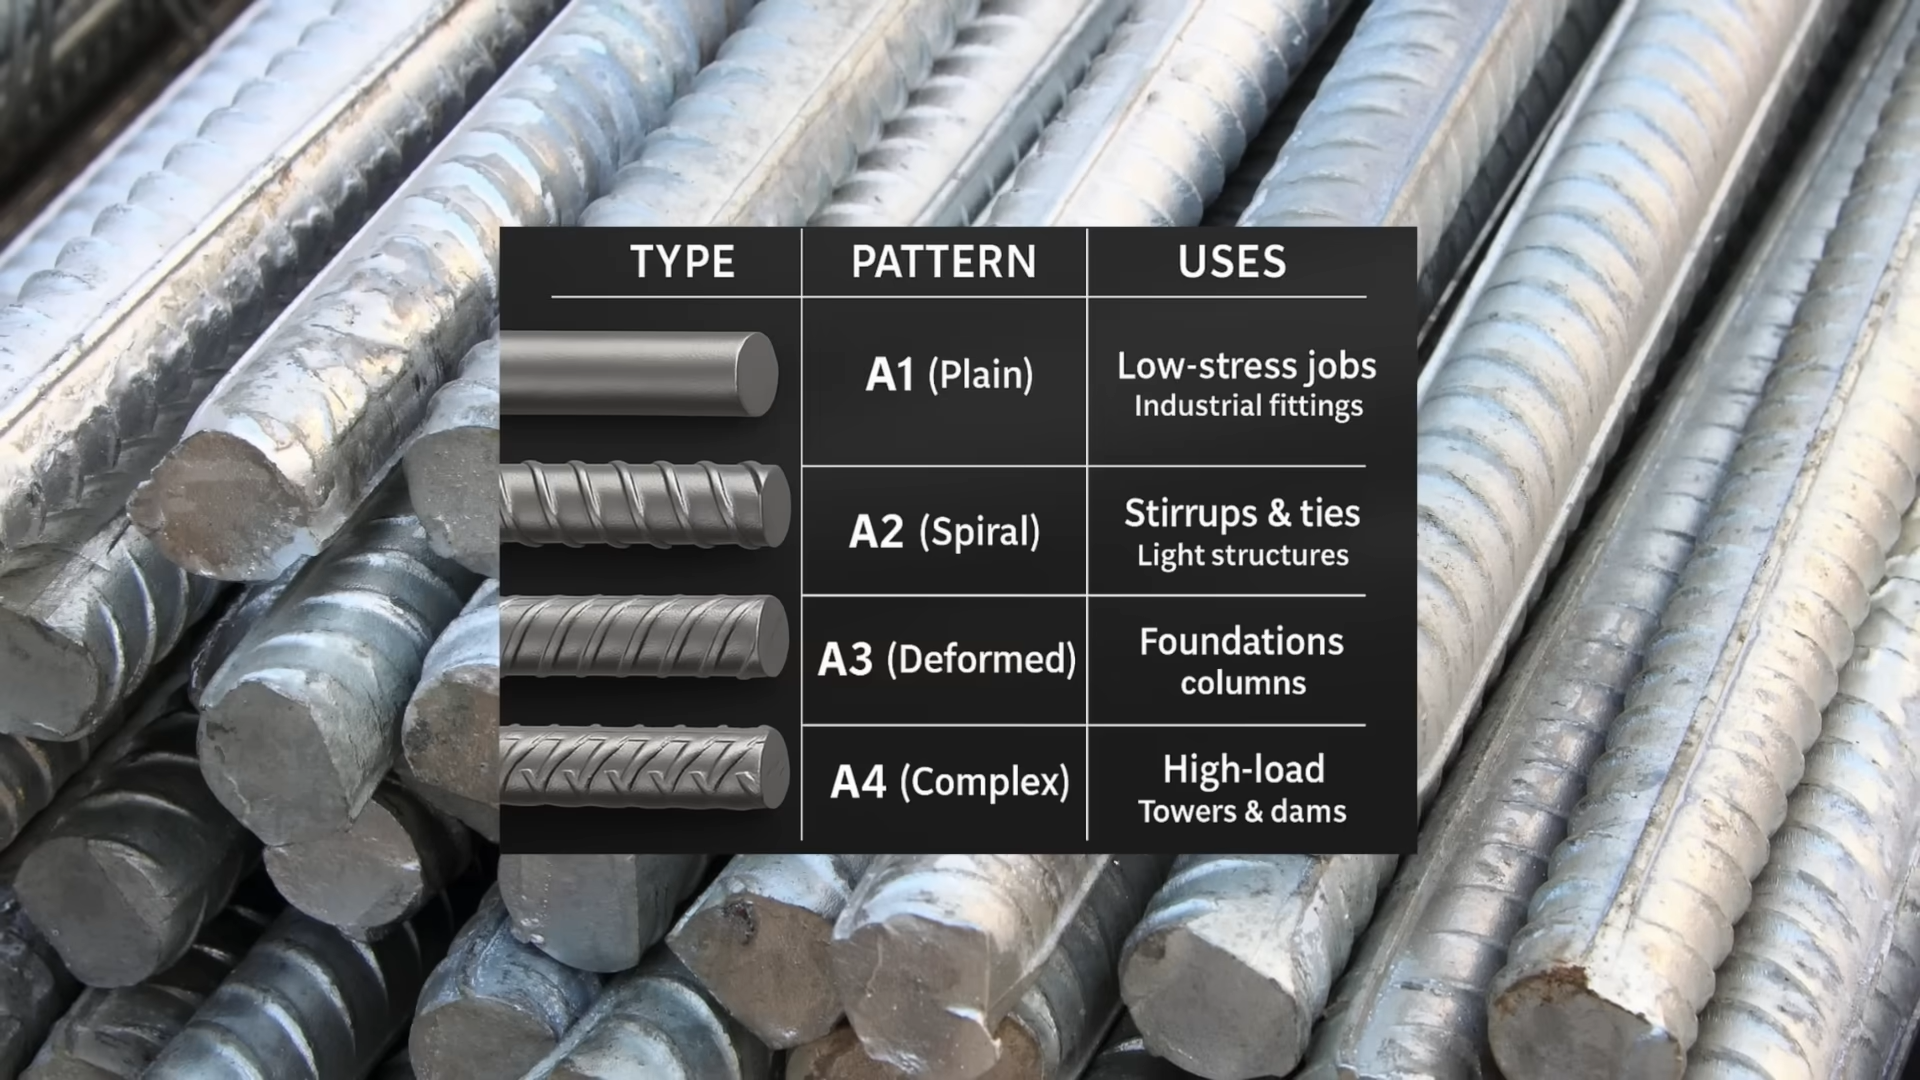 TYPE PATTERN USES
A1 (Plain)
Low-stress jobs
Industrial fittings
A2 (Spiral)
Stirrups & ties
Light structures
A3 (Deformed)
Foundations
columns
A4 (Complex)
High-load
Towers & dams